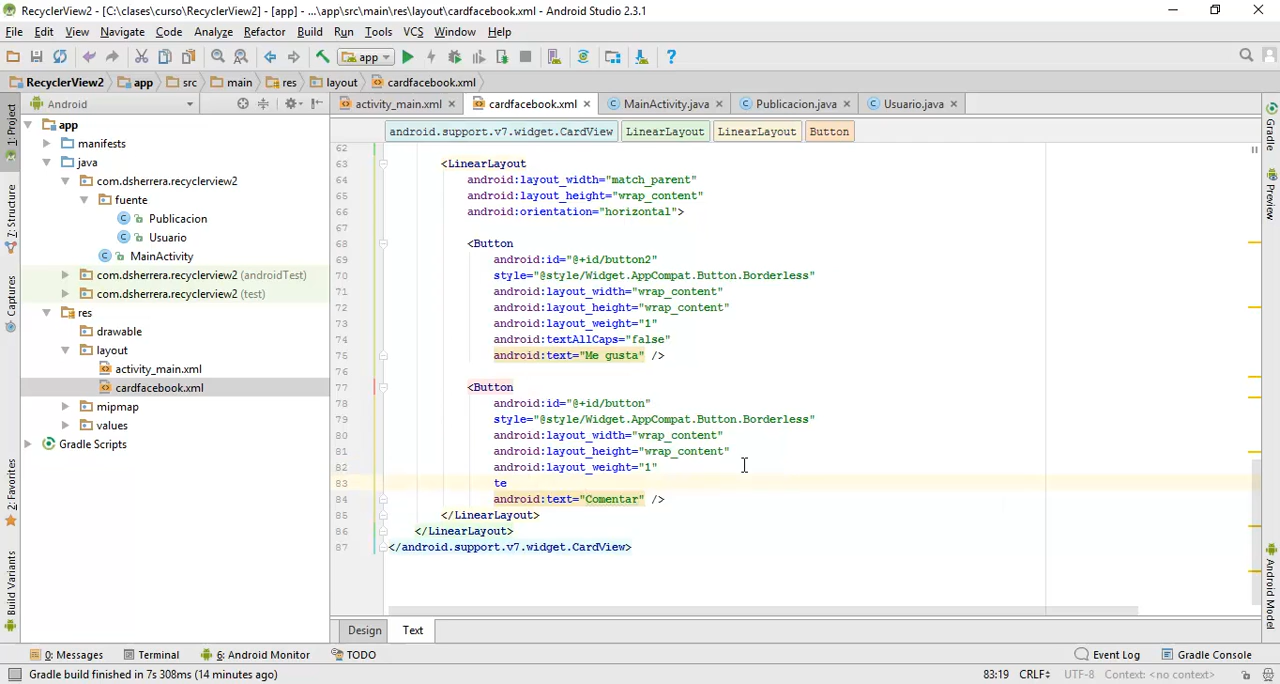 RecyclerView2 - [C:\clases\curso\RecyclerView2] - [app] - ...\app\src\main\res\layout\cardfacebook.xml - Android Studio 2.3.1
File Edit View Navigate Code Analyze Refactor Build Run Tools VCS Window Help
app
RecyclerView2 app src main res layout cardfacebook.xml
Android
activity_main.xml cardfacebook.xml MainActivity.java Publicacion.java Usuario.java
android.support.v7.widget.CardView LinearLayout LinearLayout Button
1: Project
7: Structure
Captures
2: Favorites
Build Variants
app
manifests
java
com.dsherrera.recyclerview2
fuente
Publicacion
Usuario
MainActivity
com.dsherrera.recyclerview2 (androidTest)
com.dsherrera.recyclerview2 (test)
res
drawable
layout
activity_main.xml
cardfacebook.xml
mipmap
values
Gradle Scripts
62
63 <LinearLayout
64 android:layout_width="match_parent"
65 android:layout_height="wrap_content"
66 android:orientation="horizontal">
67
68 <Button
69 android:id="@+id/button2"
70 style="@style/Widget.AppCompat.Button.Borderless"
71 android:layout_width="wrap_content"
72 android:layout_height="wrap_content"
73 android:layout_weight="1"
74 android:textAllCaps="false"
75 android:text="Me gusta" />
76
77 <Button
78 android:id="@+id/button"
79 style="@style/Widget.AppCompat.Button.Borderless"
80 android:layout_width="wrap_content"
81 android:layout_height="wrap_content"
82 android:layout_weight="1"
83 te
84 android:text="Comentar" />
85 </LinearLayout>
86 </LinearLayout>
87 </android.support.v7.widget.CardView>
Gradle
Preview
Android Model
Design Text
0: Messages Terminal 6: Android Monitor TODO Event Log Gradle Console
Gradle build finished in 7s 308ms (14 minutes ago) 83:19 CRLF UTF-8 Context: <no context>